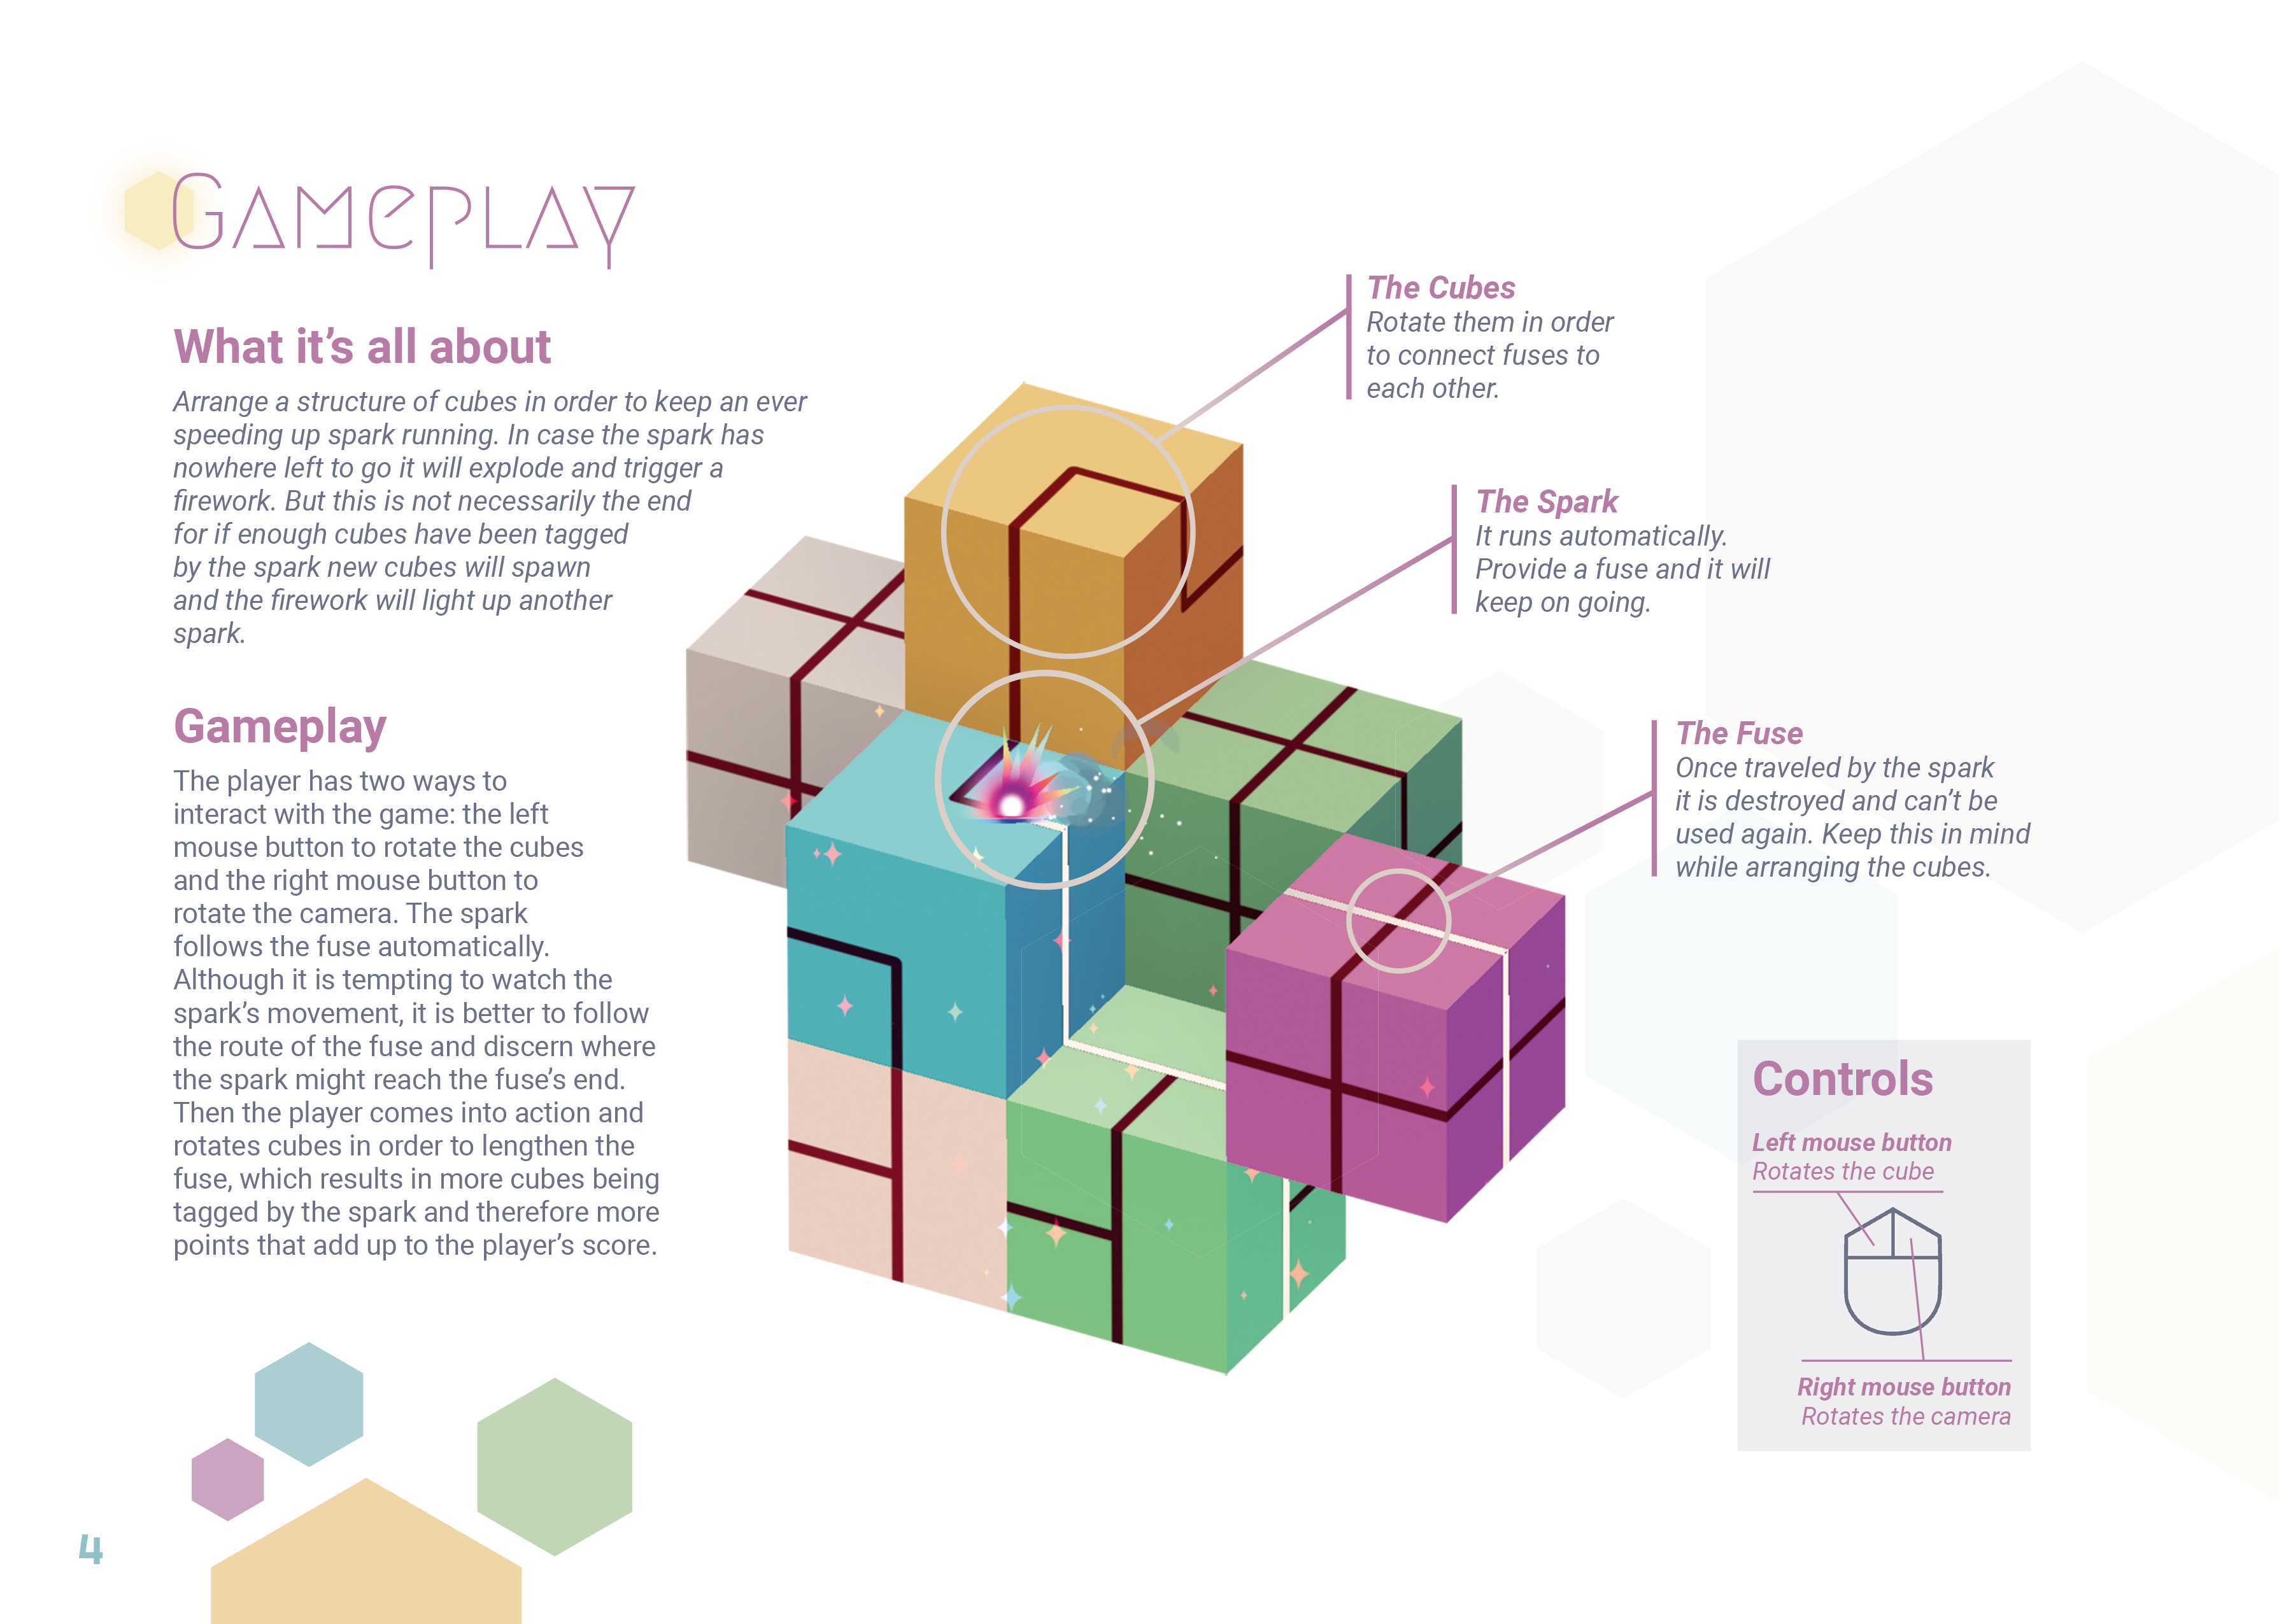 Gameplay
What it's all about
Arrange a structure of cubes in order to keep an ever
speeding up spark running. In case the spark has
nowhere left to go it will explode and trigger a
firework. But this is not necessarily the end
for if enough cubes have been tagged
by the spark new cubes will spawn
and the firework will light up another
spark.
Gameplay
The player has two ways to
interact with the game: the left
mouse button to rotate the cubes
and the right mouse button to
rotate the camera. The spark
follows the fuse automatically.
Although it is tempting to watch the
spark's movement, it is better to follow
the route of the fuse and discern where
the spark might reach the fuse's end.
Then the player comes into action and
rotates cubes in order to lengthen the
fuse, which results in more cubes being
tagged by the spark and therefore more
points that add up to the player's score.
The Cubes
Rotate them in order
to connect fuses to
each other.
The Spark
It runs automatically.
Provide a fuse and it will
keep on going.
The Fuse
Once traveled by the spark
it is destroyed and can't be
used again. Keep this in mind
while arranging the cubes.
Controls
Left mouse button
Rotates the cube
Right mouse button
Rotates the camera
4